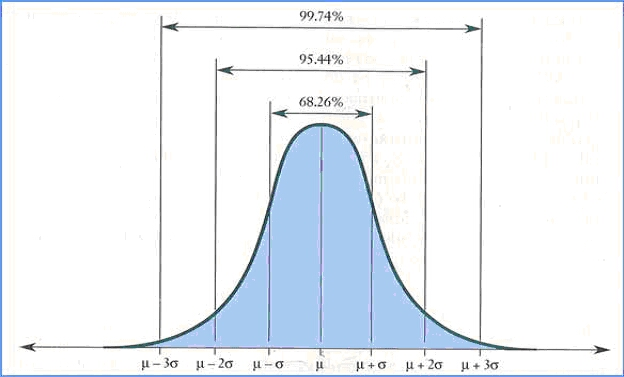 99.74%
95.44%
68.26%
μ – 3σ μ – 2σ μ – σ μ μ + σ μ + 2σ μ + 3σ